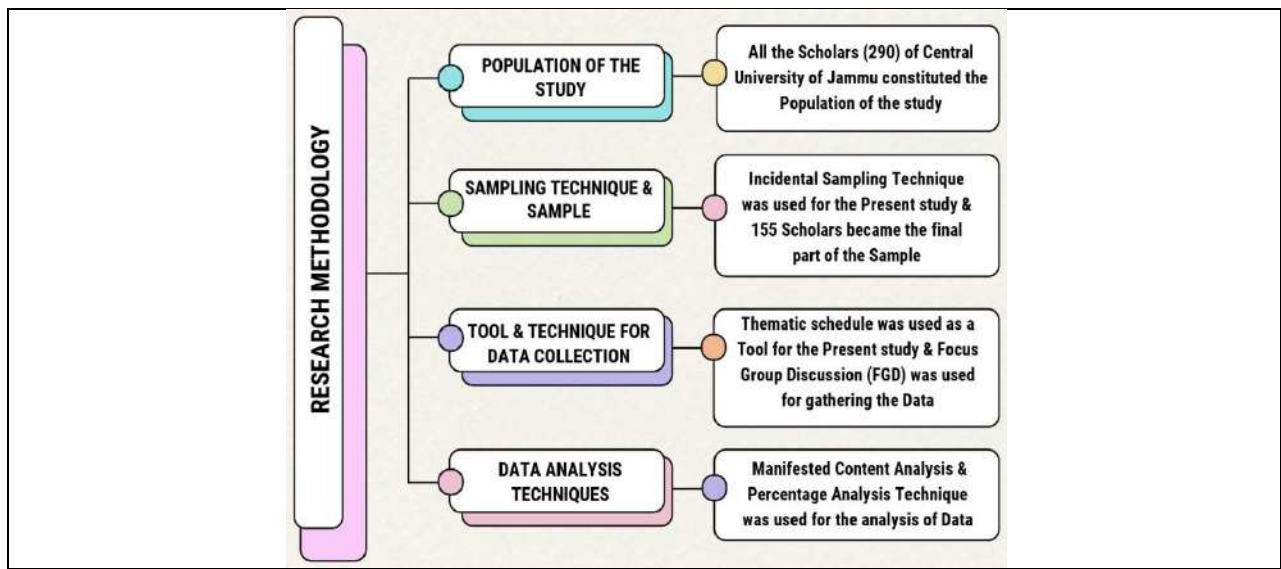 RESEARCH METHODOLOGY
POPULATION OF THE
STUDY
All the Scholars (290) of Central
University of Jammu constituted the
Population of the study
SAMPLING TECHNIQUE &
SAMPLE
Incidental Sampling Technique
was used for the Present study &
155 Scholars became the final
part of the Sample
TOOL & TECHNIQUE FOR
DATA COLLECTION
Thematic schedule was used as a
Tool for the Present study & Focus
Group Discussion (FGD) was used
for gathering the Data
DATA ANALYSIS
TECHNIQUES
Manifested Content Analysis &
Percentage Analysis Technique
was used for the analysis of Data